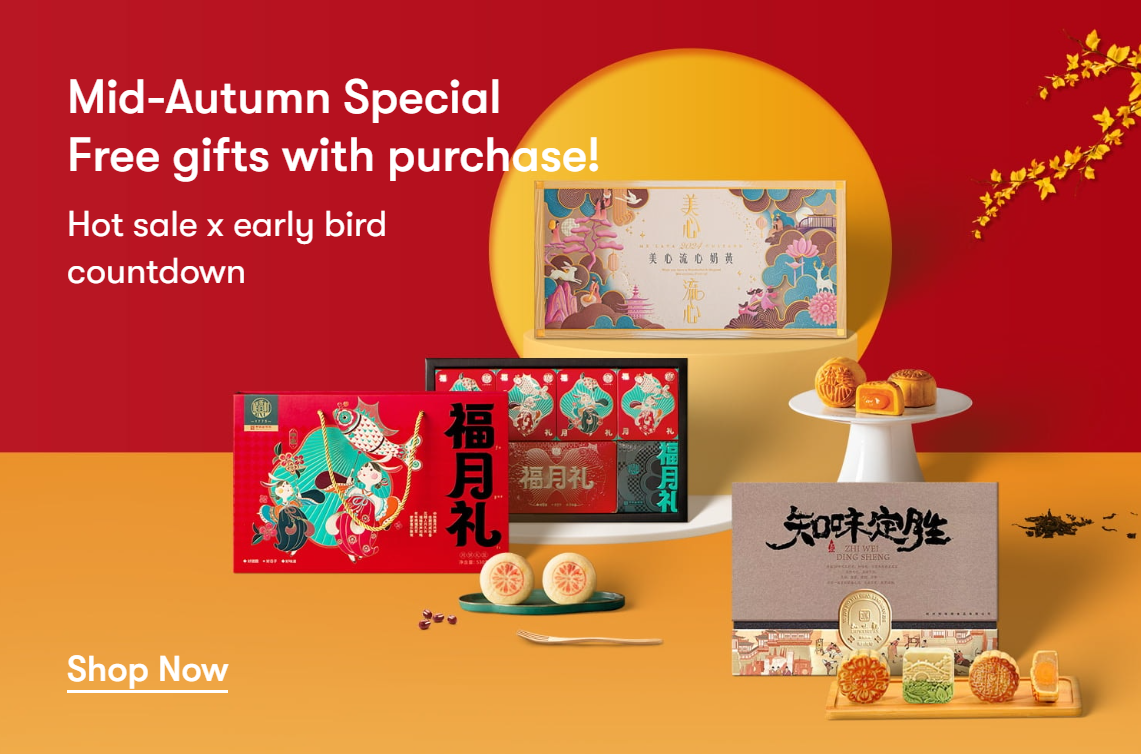 Mid-Autumn Special
Free gifts with purchase!
Hot sale x early bird
countdown
美
心
美心流心奶黄
流
心
福
月
礼
福月礼
福
月
礼
知味定胜
ZHI WEI
DING SHENG
Shop Now